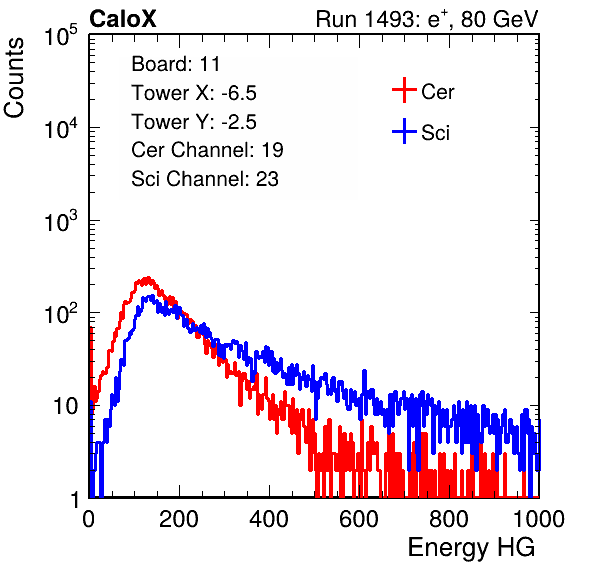 CaloX Run 1493: e⁺, 80 GeV
Counts
10⁵
10⁴
10³
10²
10
1
Board: 11
Tower X: -6.5
Tower Y: -2.5
Cer Channel: 19
Sci Channel: 23
Cer
Sci
0 200 400 600 800 1000
Energy HG